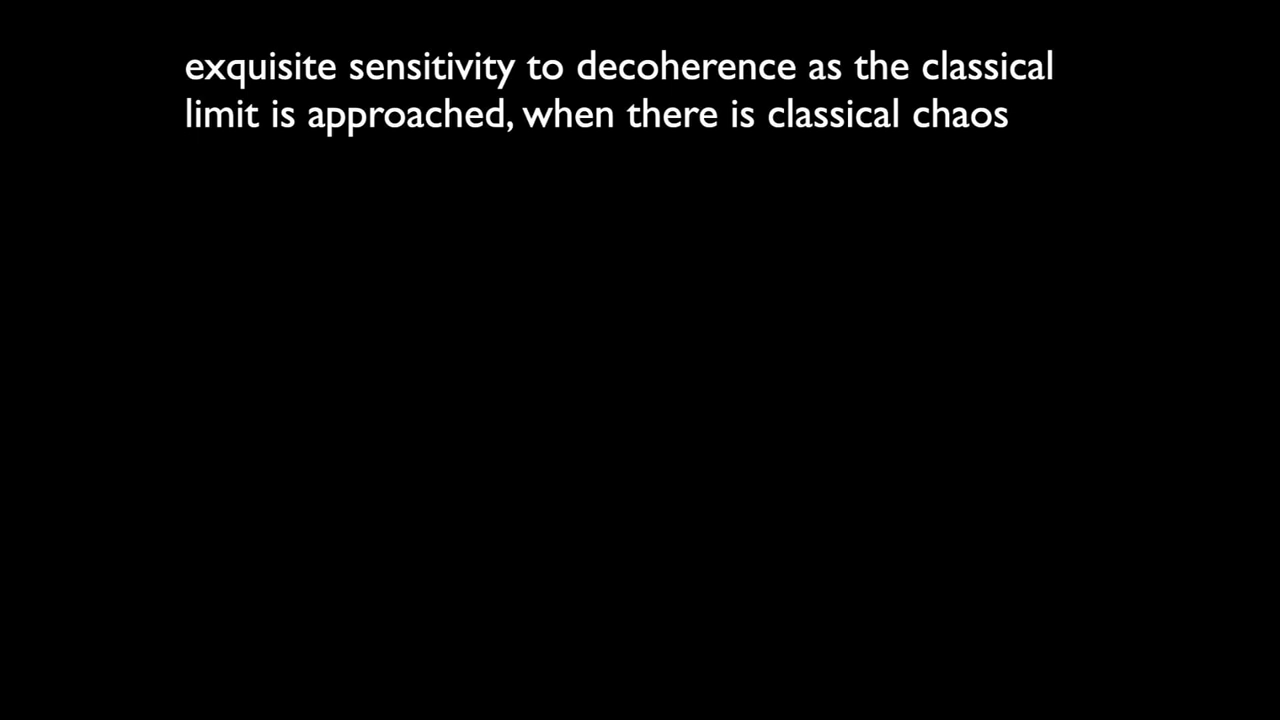 exquisite sensitivity to decoherence as the classical
limit is approached, when there is classical chaos